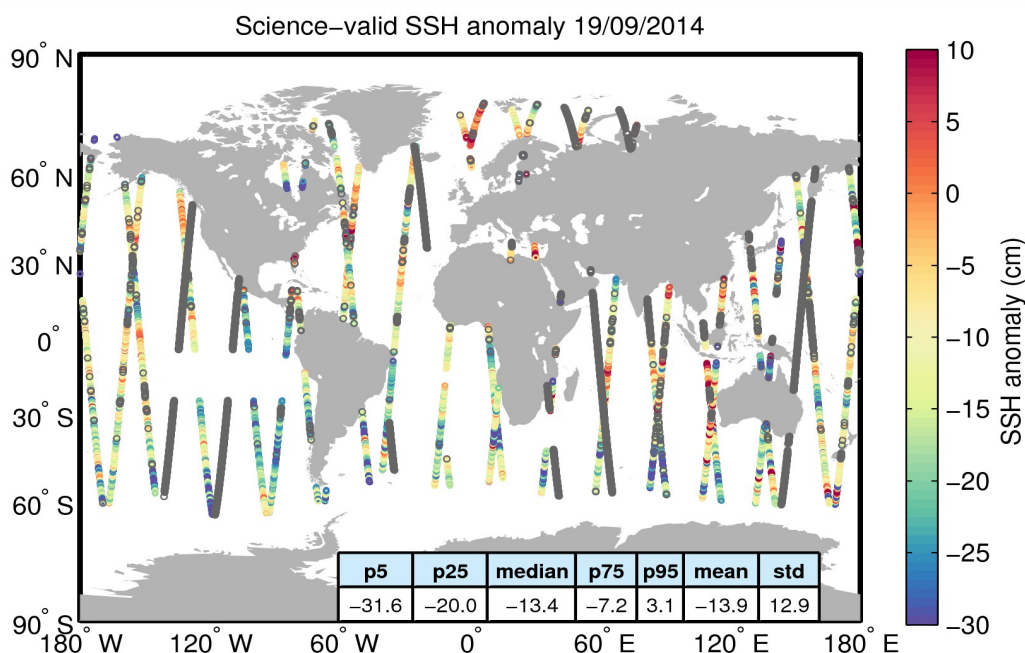 Science−valid SSH anomaly 19/09/2014
90° N
60° N
30° N
0°
30° S
60° S
90° S
180° W
120° W
60° W
0°
60° E
120° E
180° E
p5 p25 median p75 p95 mean std
−31.6 −20.0 −13.4 −7.2 3.1 −13.9 12.9
10
5
0
−5
−10
−15
−20
−25
−30
SSH anomaly (cm)